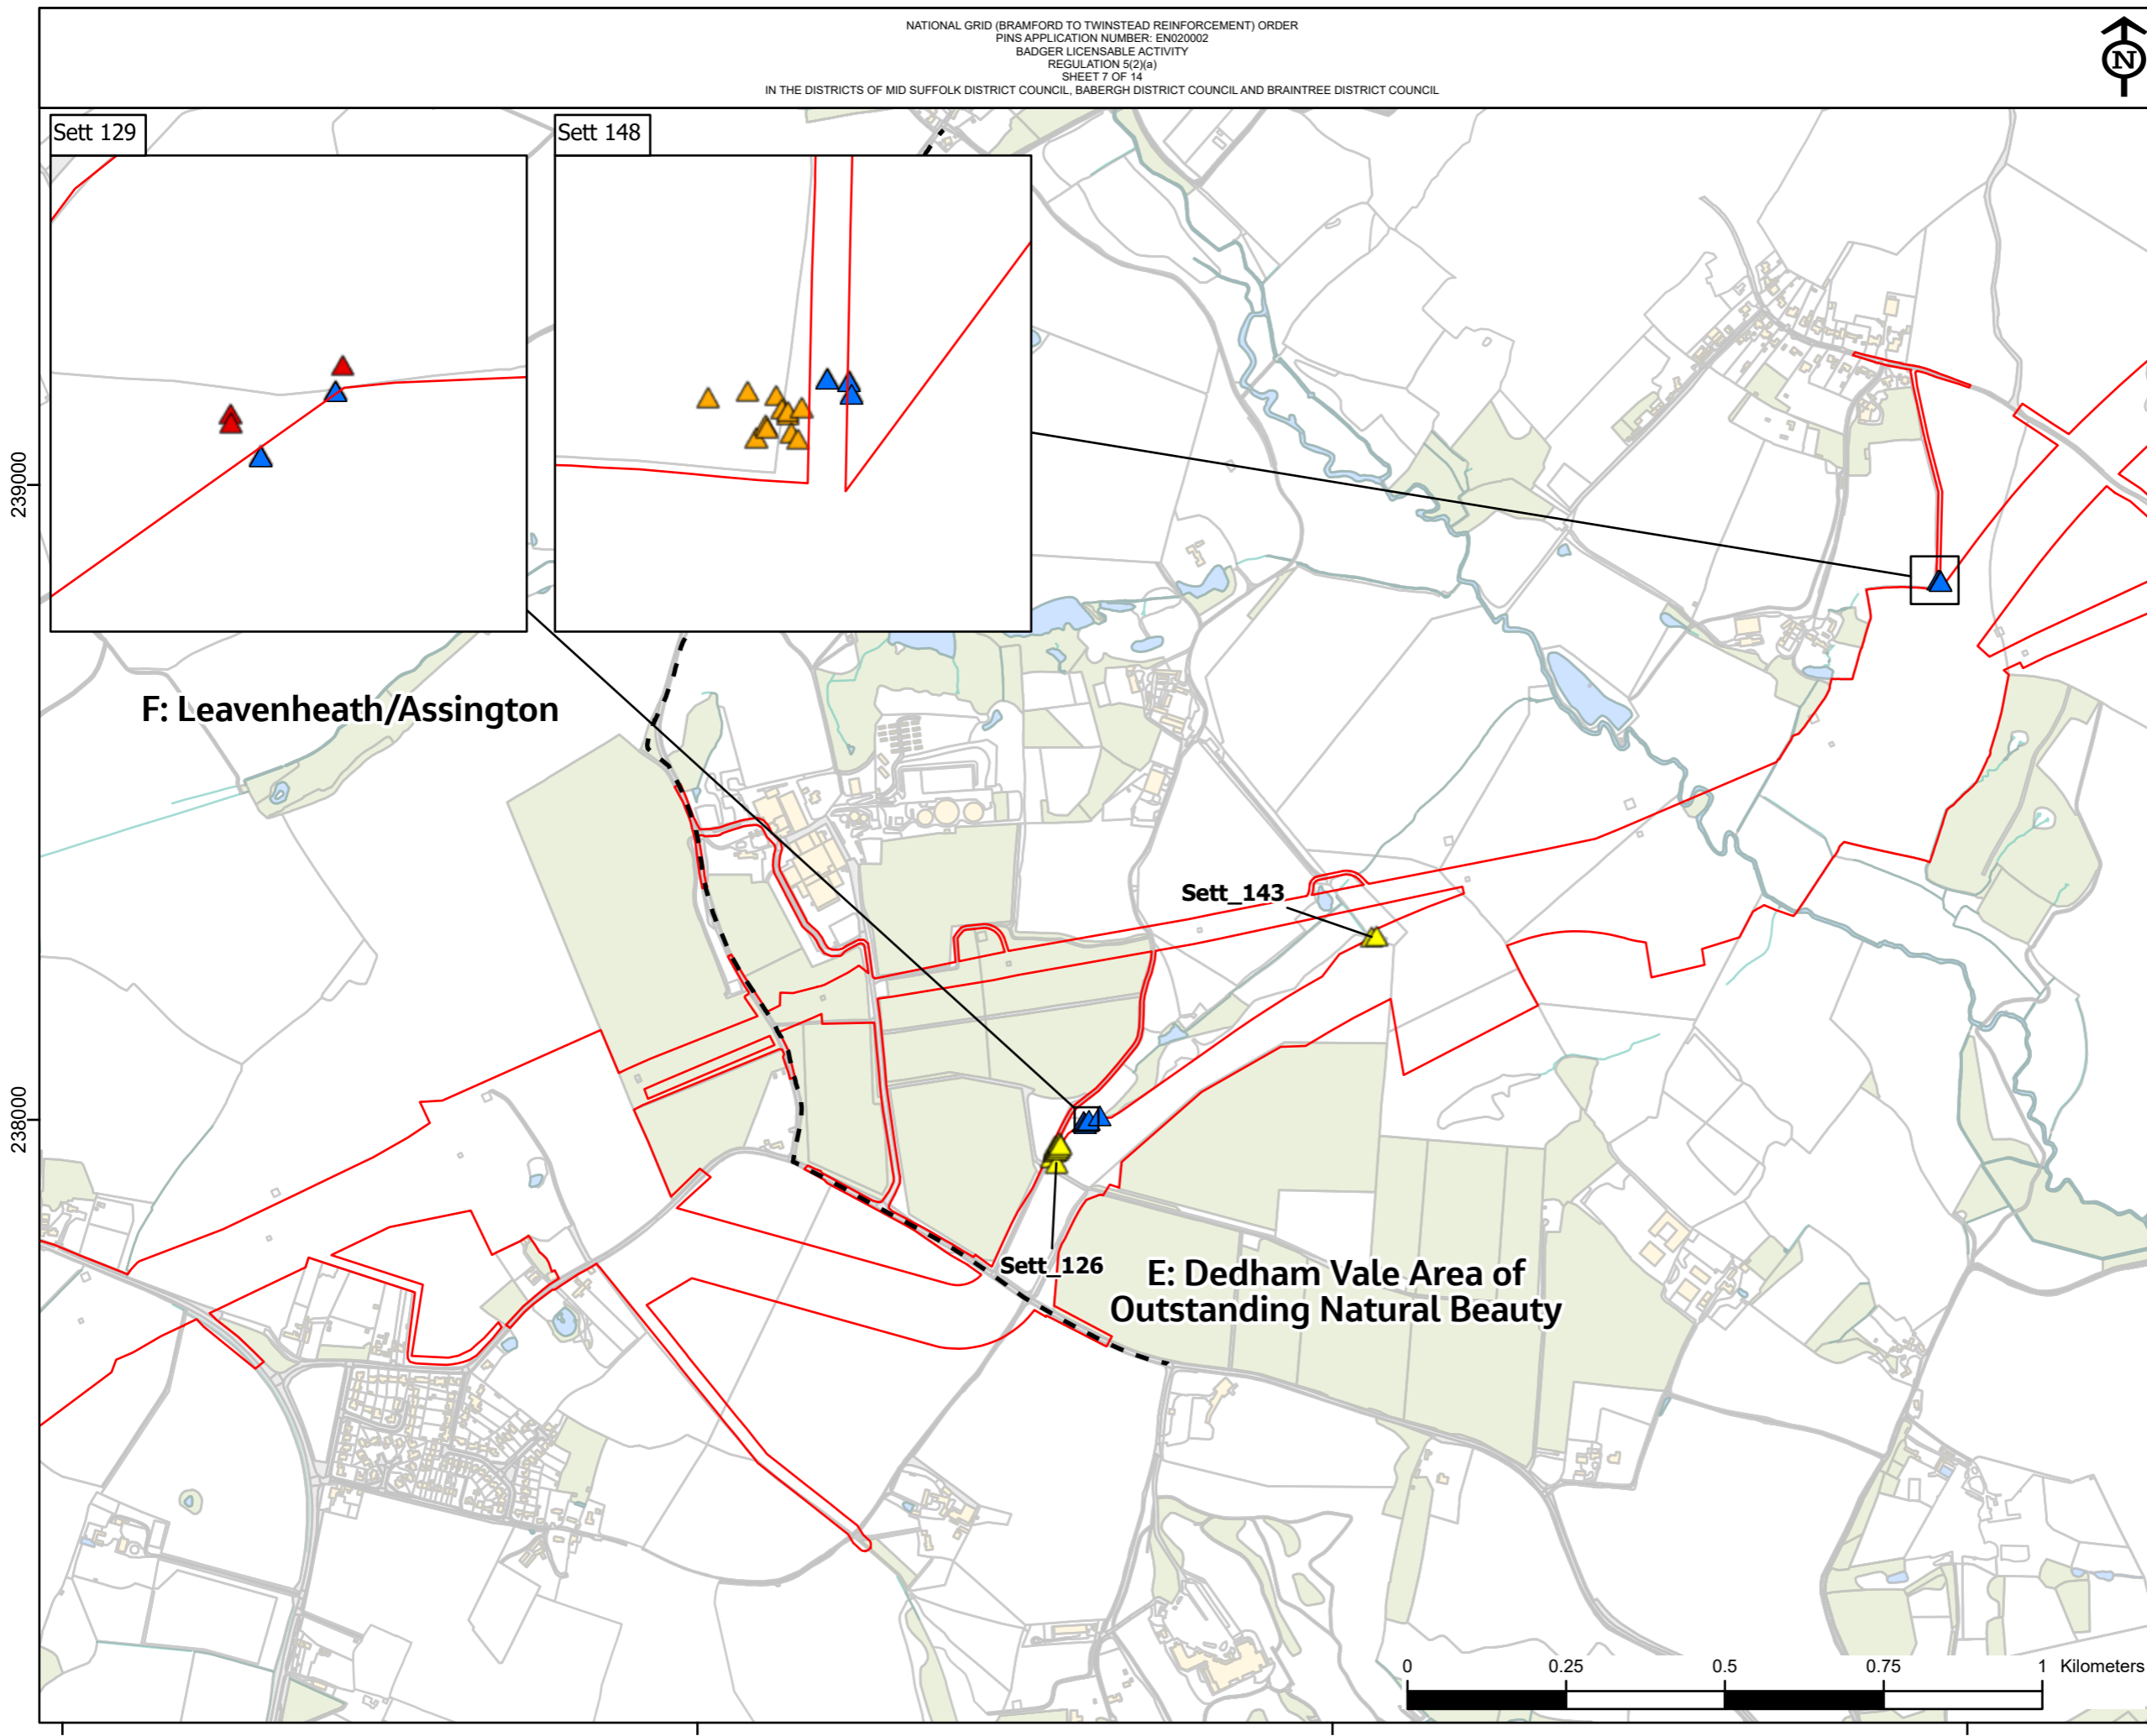 NATIONAL GRID (BRAMFORD TO TWINSTEAD REINFORCEMENT) ORDER
PINS APPLICATION NUMBER: EN020002
BADGER LICENSABLE ACTIVITY
REGULATION 5(2)(a)
SHEET 7 OF 14
IN THE DISTRICTS OF MID SUFFOLK DISTRICT COUNCIL, BABERGH DISTRICT COUNCIL AND BRAINTREE DISTRICT COUNCIL
N
Sett 129
Sett 148
239000
F: Leavenheath/Assington
Sett_143
238000
Sett_126
E: Dedham Vale Area of
Outstanding Natural Beauty
0 0.25 0.5 0.75 1 Kilometers